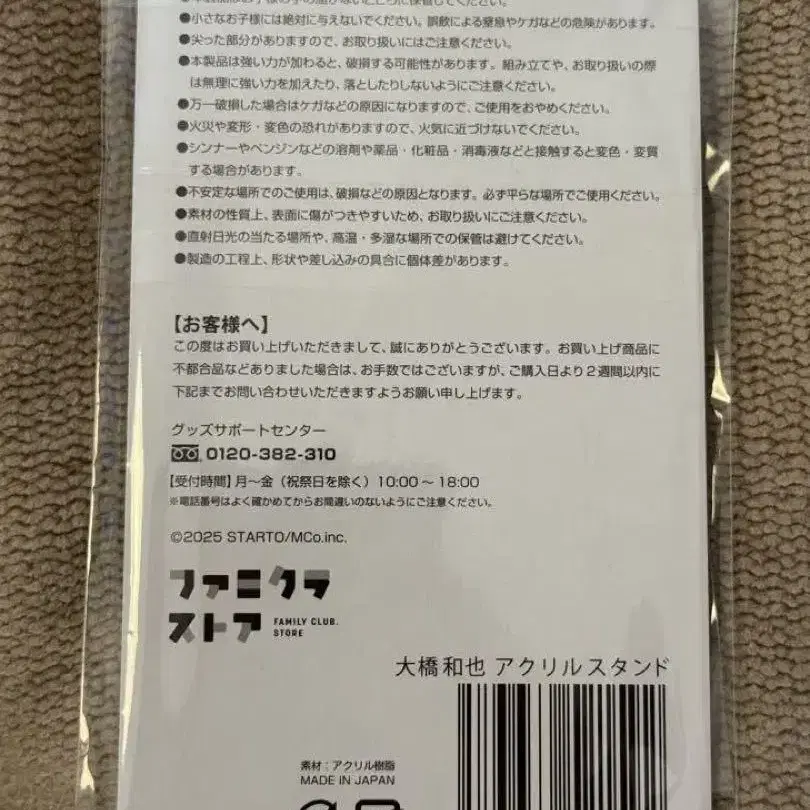 ●小さなお子様には絶対に与えないでください。誤飲による窒息やケガなどの危険があります。
●尖った部分がありますので、お取り扱いにはご注意ください。
●本製品は強い力が加わると、破損する可能性があります。組み立てや、お取り扱いの際
は無理に強い力を加えたり、落としたりしないようにご注意ください。
●万一破損した場合はケガなどの原因になりますので、ご使用をおやめください。
●火災や変形・変色の恐れがありますので、火気に近づけないでください。
●シンナーやベンジンなどの溶剤や薬品・化粧品・消毒液などと接触すると変色・変質
する場合があります。
●不安定な場所でのご使用は、破損などの原因となります。必ず平らな場所でご使用ください。
●素材の性質上、表面に傷がつきやすいため、お取り扱いにご注意ください。
●直射日光の当たる場所や、高温・多湿な場所での保管は避けてください。
●製造の工程上、形状や差し込みの具合に個体差があります。
【お客様へ】
この度はお買い上げいただきまして、誠にありがとうございます。お買い上げ商品に
不都合品などありました場合は、お手数ではございますが、ご購入日より2週間以内に
下記までお問い合わせいただきますようお願い申し上げます。
グッズサポートセンター
0120-382-310
【受付時間】月〜金（祝祭日を除く）10:00〜18:00
※電話番号はよく確かめてからお間違いのないようにご注意ください。
©2025 STARTO/MCo.inc.
ファミクラ
ストア FAMILY CLUB.
STORE
大橋和也 アクリルスタンド
素材：アクリル樹脂
MADE IN JAPAN